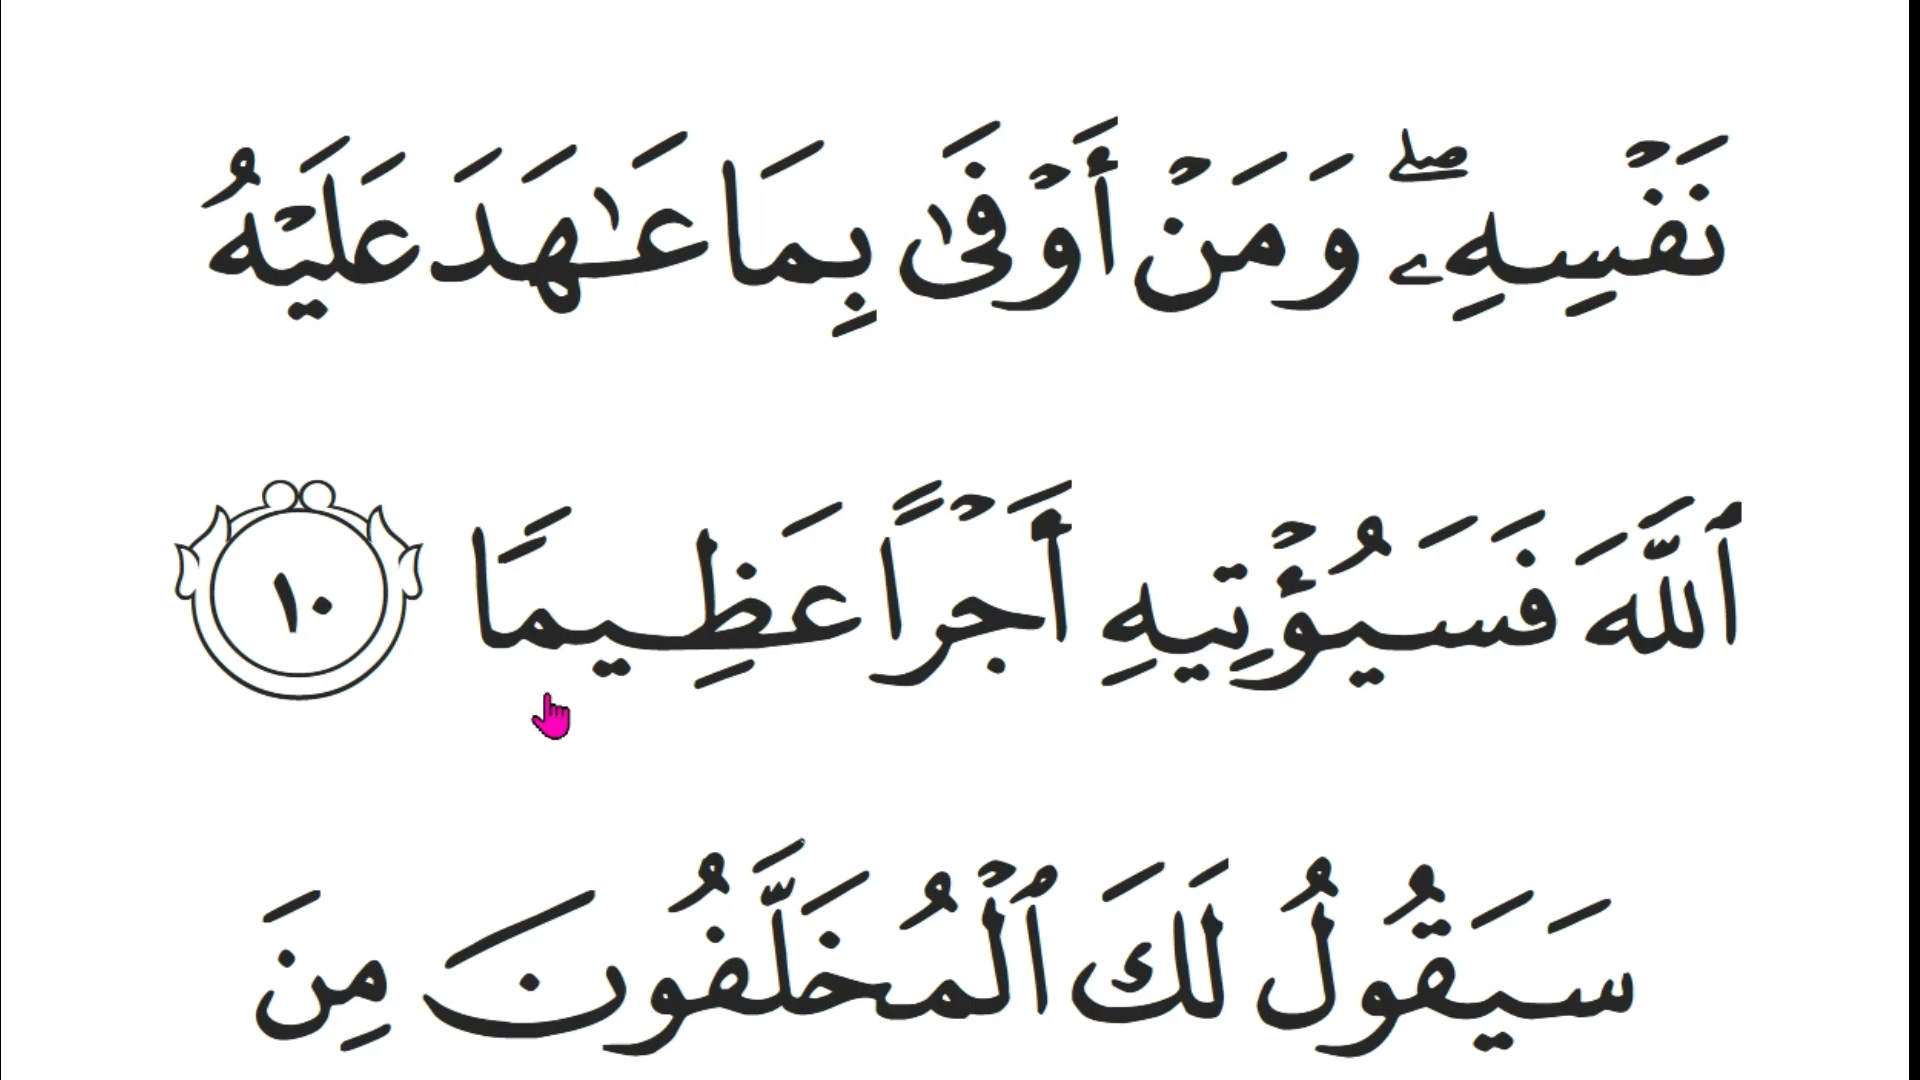 نَفۡسِهِۦۖ وَمَنۡ أَوۡفَىٰ بِمَا عَٰهَدَ عَلَيۡهُ
ٱللَّهَ فَسَيُؤۡتِيهِ أَجۡرًا عَظِيمٗا ١٠
سَيَقُولُ لَكَ ٱلۡمُخَلَّفُونَ مِنَ